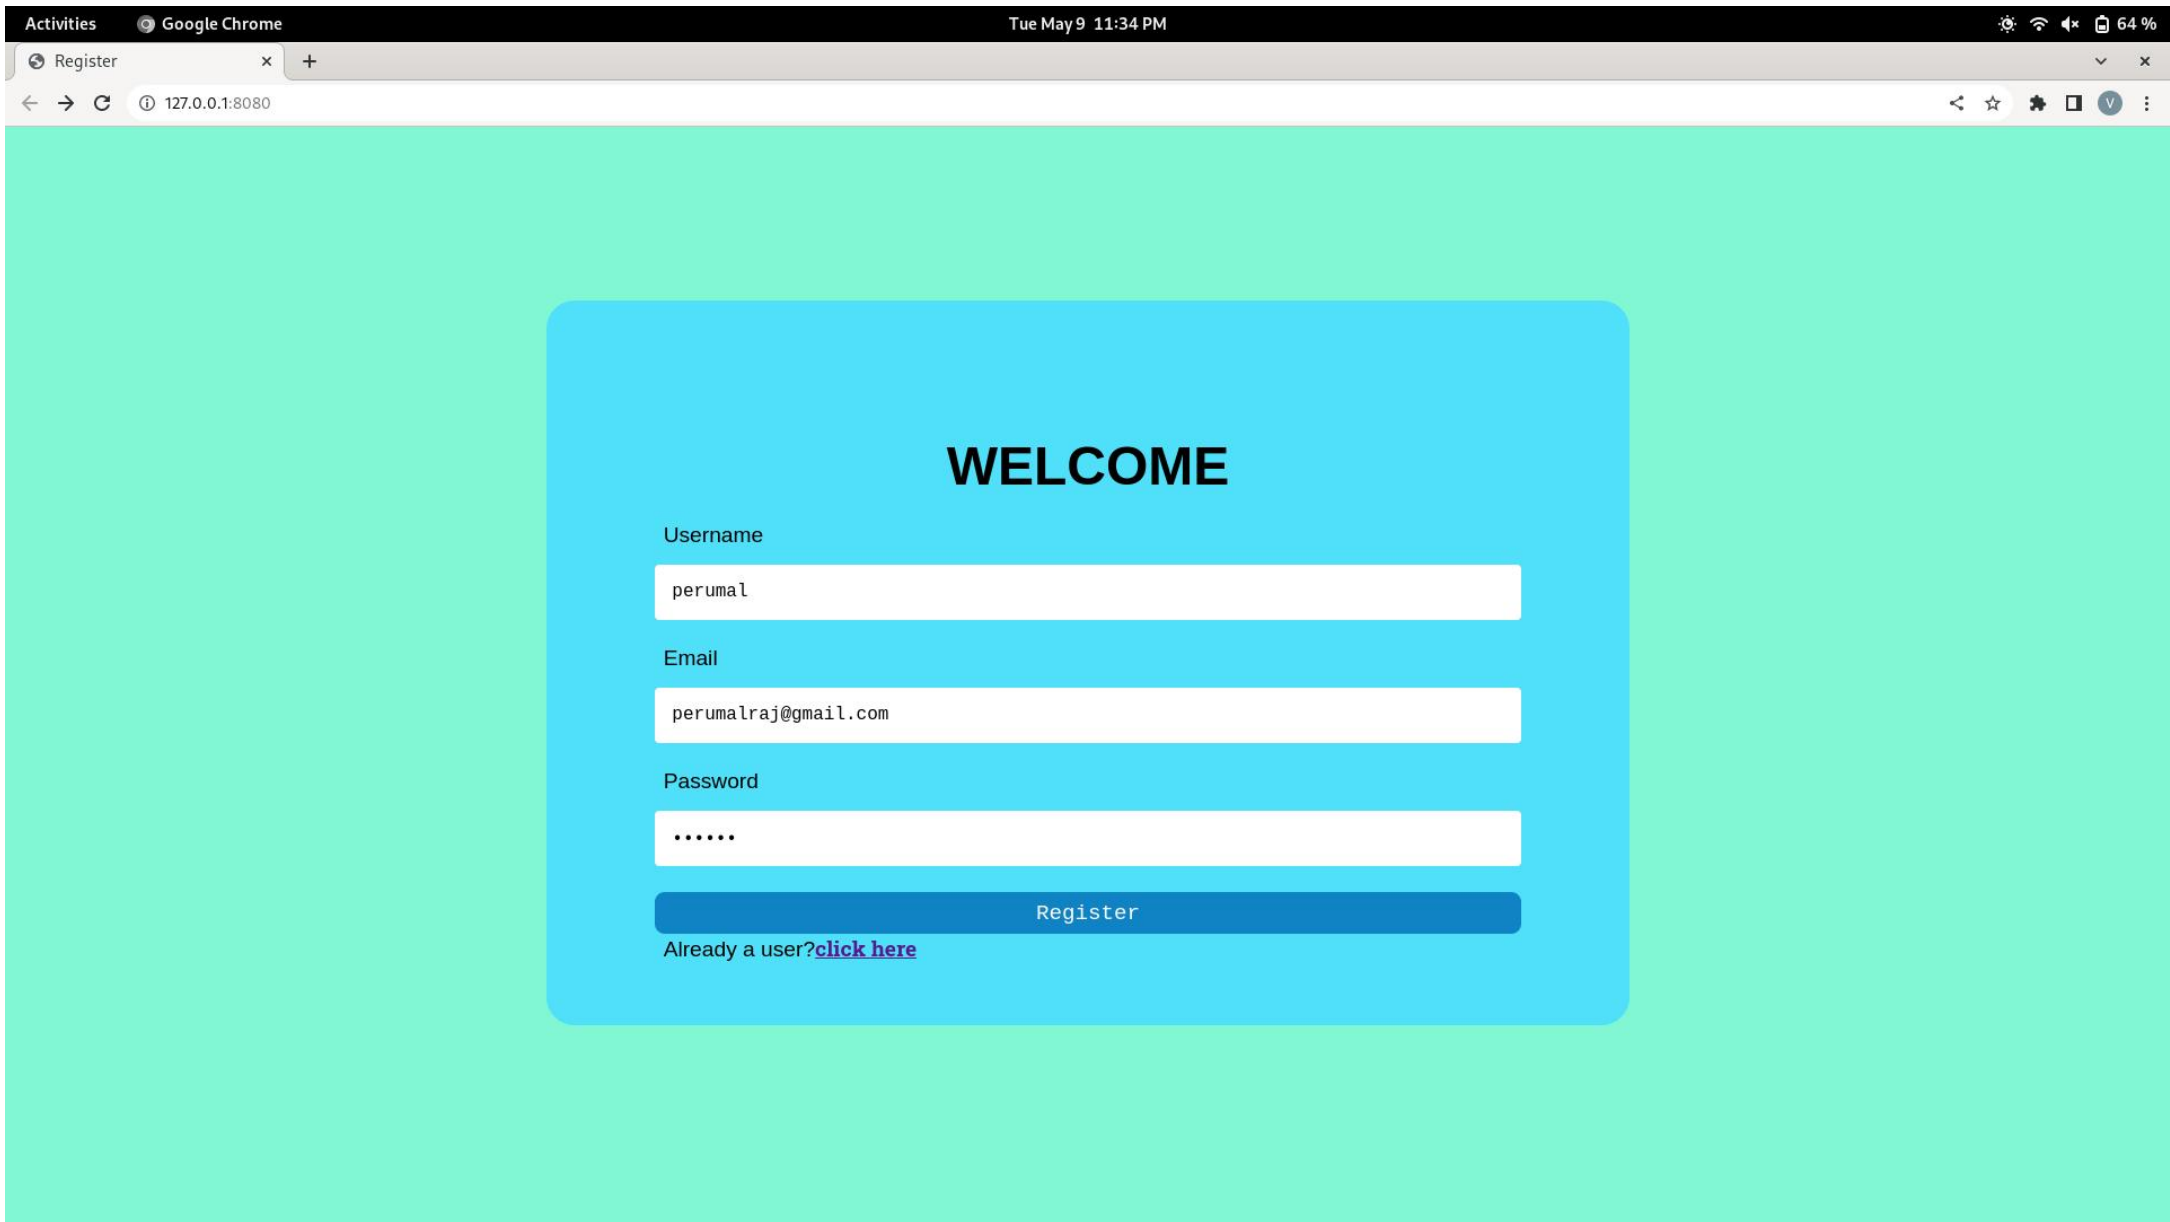 Activities Google Chrome Tue May 9 11:34 PM 64 %
Register
127.0.0.1:8080
V
WELCOME
Username
perumal
Email
perumalraj@gmail.com
Password
••••••
Register
Already a user?click here